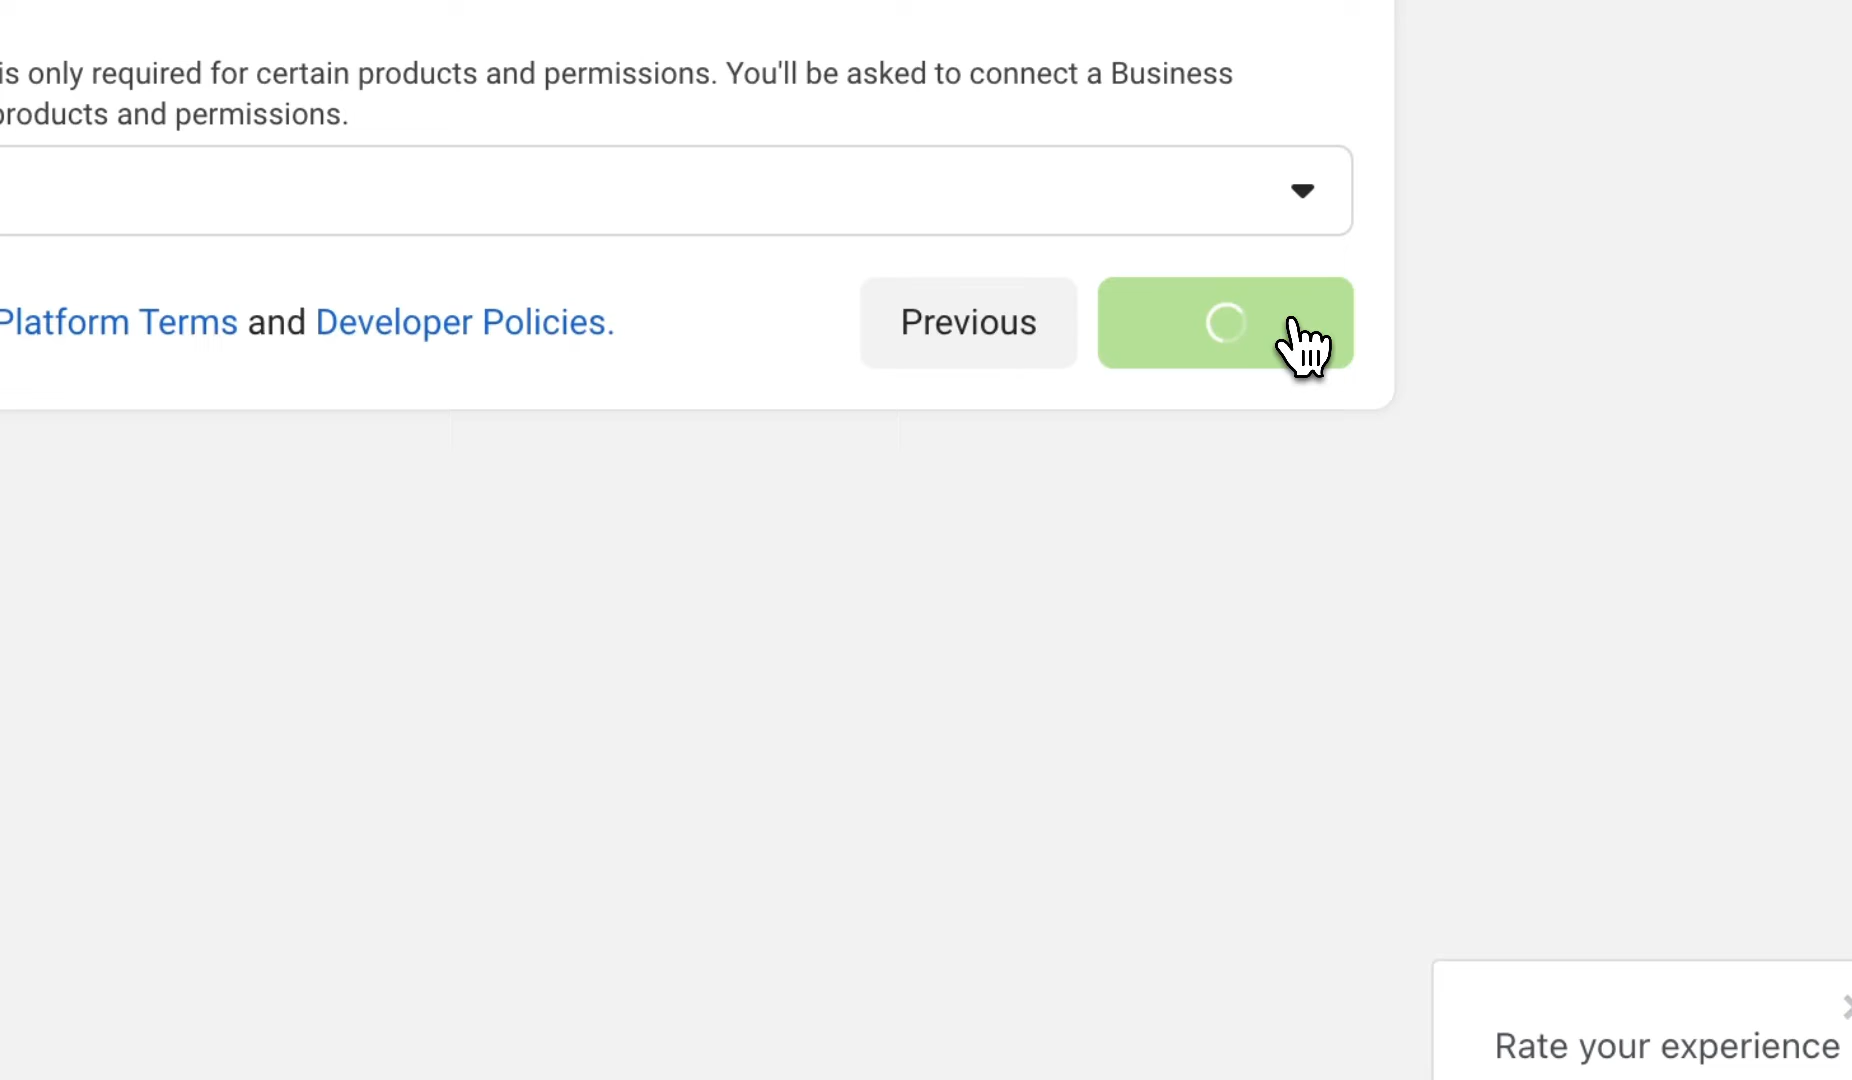 is only required for certain products and permissions. You'll be asked to connect a Business
products and permissions.
Platform Terms and Developer Policies.
Previous
Rate your experience